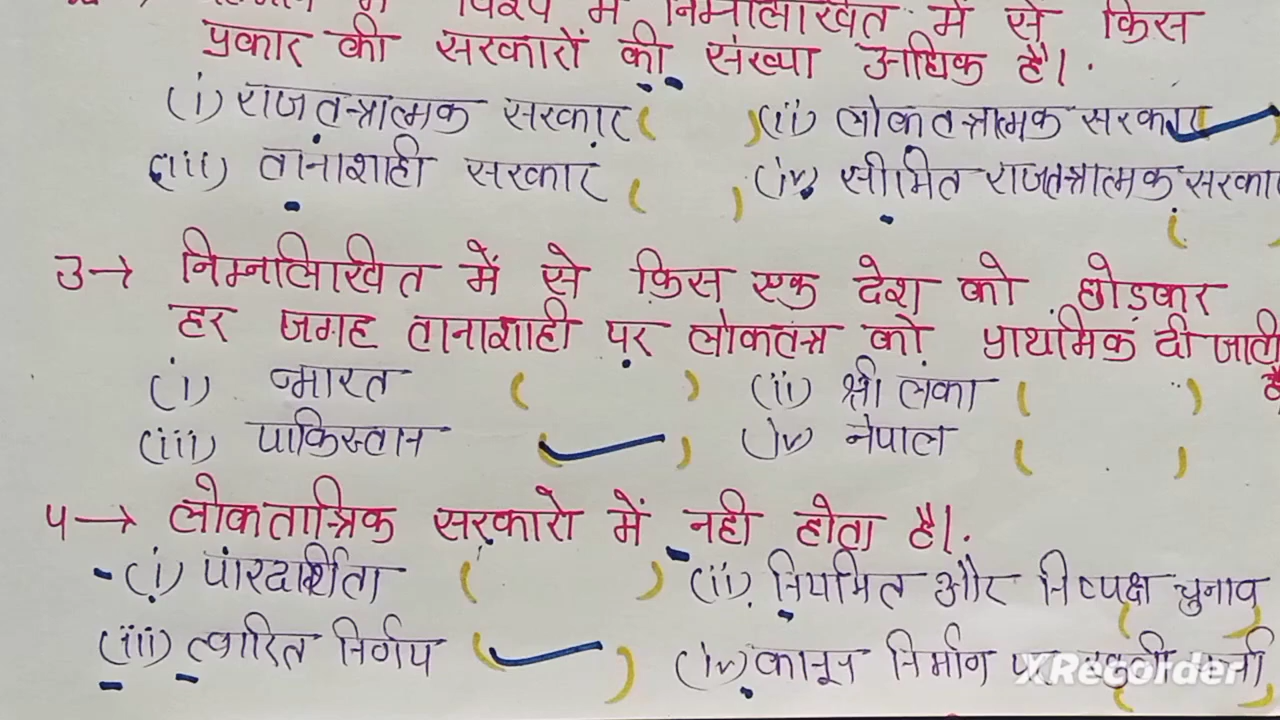 विश्व में निम्नलिखित में से किस
प्रकार की सरकारों की संख्या अधिक है।
(i) राजतन्त्रात्मक सरकार ( ) (ii) लोकतन्त्रात्मक सरकार
(iii) तानाशाही सरकार ( ) (iv) सीमित राजतन्त्रात्मक सरका
3→ निम्नलिखित में से किस एक देश को छोड़कर
हर जगह तानाशाही पर लोकतंत्र को प्राथमिक दी जाती
है
(i) भारत ( ) (ii) श्री लंका ( )
(iii) पाकिस्तान ( ) (iv) नेपाल ( )
4→ लोकतान्त्रिक सरकारो में नही होता है।
(i) पारदर्शिता ( ) (ii) नियमित और निष्पक्ष चुनाव
(iii) त्वरित निर्णय ( ) (iv) कानून निर्माण
XRecorder